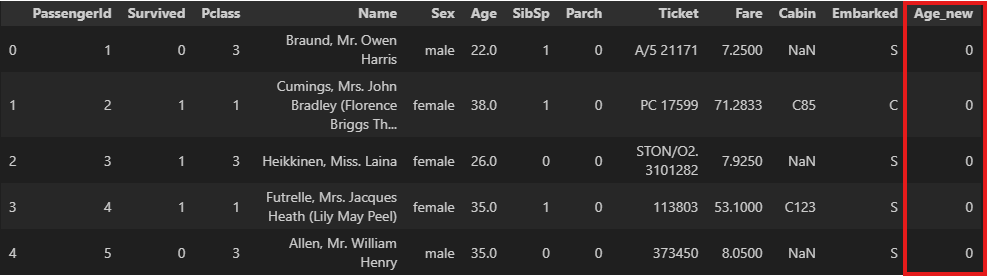 PassengerId Survived Pclass Name Sex Age SibSp Parch Ticket Fare Cabin Embarked Age_new
0 1 0 3 Braund, Mr. Owen Harris male 22.0 1 0 A/5 21171 7.2500 NaN S 0
1 2 1 1 Cumings, Mrs. John Bradley (Florence Briggs Th... female 38.0 1 0 PC 17599 71.2833 C85 C 0
2 3 1 3 Heikkinen, Miss. Laina female 26.0 0 0 STON/O2. 3101282 7.9250 NaN S 0
3 4 1 1 Futrelle, Mrs. Jacques Heath (Lily May Peel) female 35.0 1 0 113803 53.1000 C123 S 0
4 5 0 3 Allen, Mr. William Henry male 35.0 0 0 373450 8.0500 NaN S 0